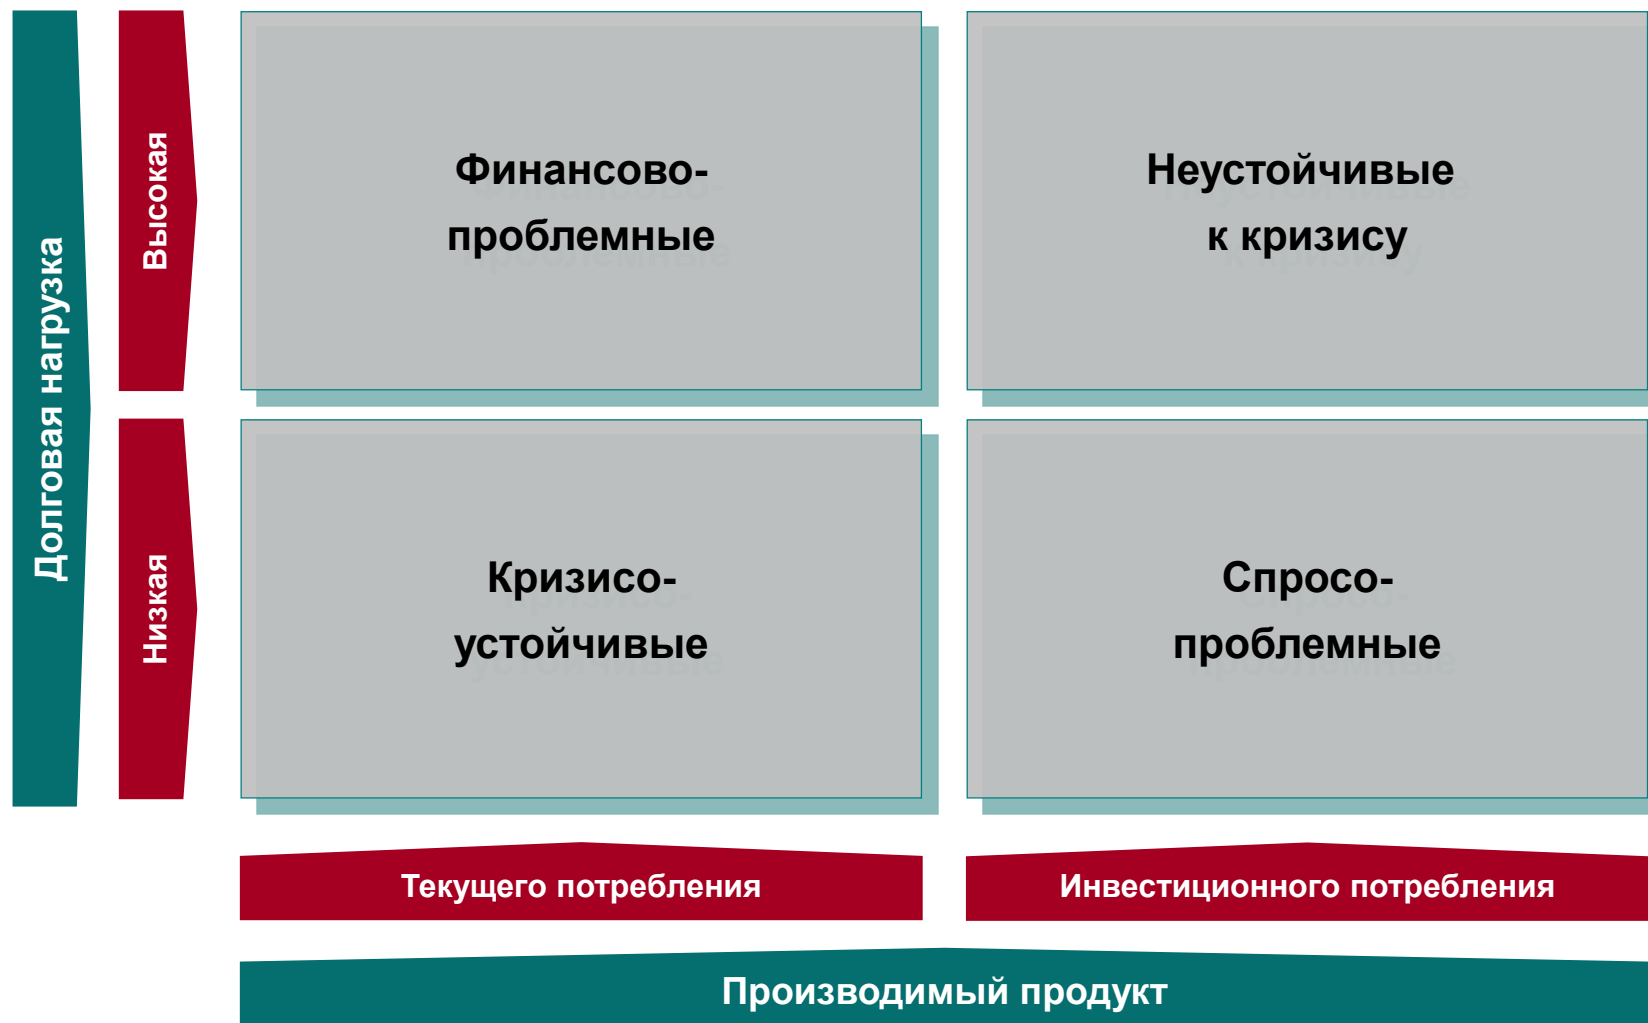 Долговая нагрузка
Высокая
Финансово-
проблемные
Неустойчивые
к кризису
Низкая
Кризисо-
устойчивые
Спросо-
проблемные
Текущего потребления
Инвестиционного потребления
Производимый продукт